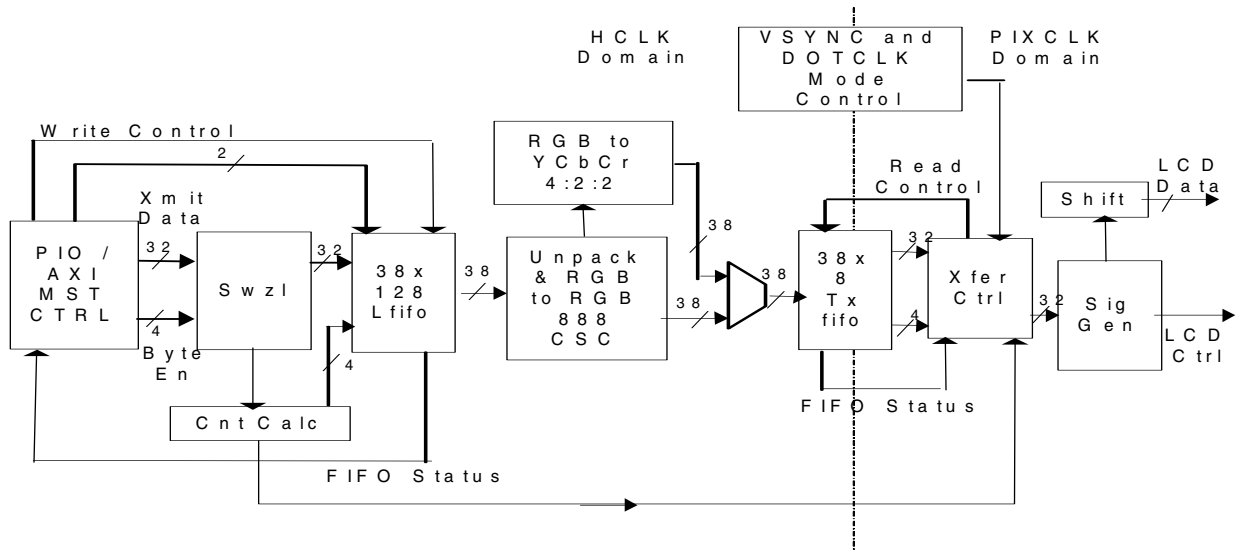 HCLK
Domain
VSYNC and
DOTCLK
Mode
Control
PIXCLK
Domain
Write Control
2
Xmit
Data
PIO /
AXI
MST
CTRL
32
4
Byte
En
Swzl
32
4
38x
128
Lfifo
38
Cnt Calc
FIFO Status
RGB to
YCbCr
4:2:2
Unpack
& RGB
to RGB
888
CSC
38
38
38
38x
8
Tx
fifo
Read
Control
32
4
Xfer
Ctrl
32
FIFO Status
Shift
Sig
Gen
LCD
Data
LCD
Ctrl